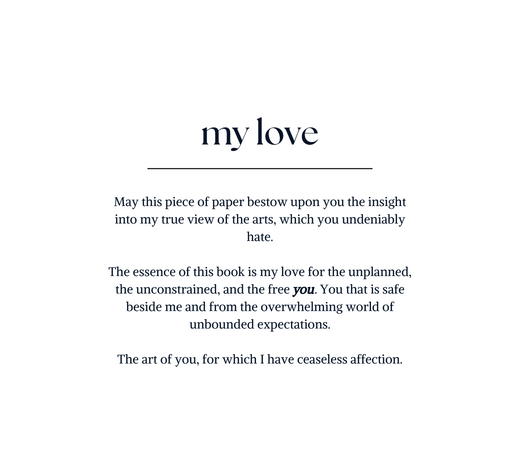 my love
May this piece of paper bestow upon you the insight
into my true view of the arts, which you undeniably
hate.
The essence of this book is my love for the unplanned,
the unconstrained, and the free you. You that is safe
beside me and from the overwhelming world of
unbounded expectations.
The art of you, for which I have ceaseless affection.